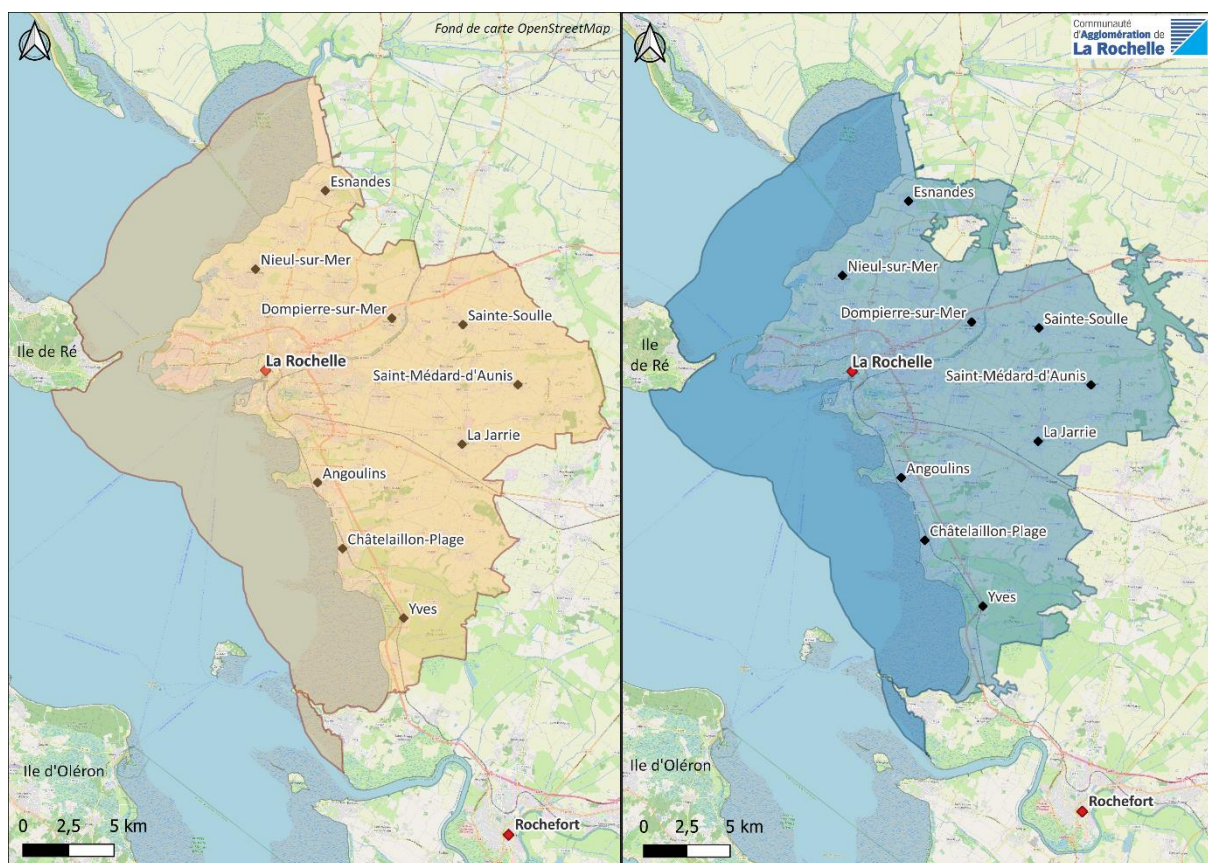 Fond de carte OpenStreetMap
Esnandes
Nieul-sur-Mer
Dompierre-sur-Mer
Sainte-Soulle
Ile de Ré
La Rochelle
Saint-Médard-d'Aunis
La Jarrie
Angoulins
Châtelaillon-Plage
Yves
Ile d'Oléron
0 2,5 5 km
Rochefort
Communauté
d'Agglomération de
La Rochelle
Esnandes
Nieul-sur-Mer
Dompierre-sur-Mer
Sainte-Soulle
Ile
de Ré
La Rochelle
Saint-Médard-d'Aunis
La Jarrie
Angoulins
Châtelaillon-Plage
Yves
Ile d'Oléron
Rochefort
0 2,5 5 km